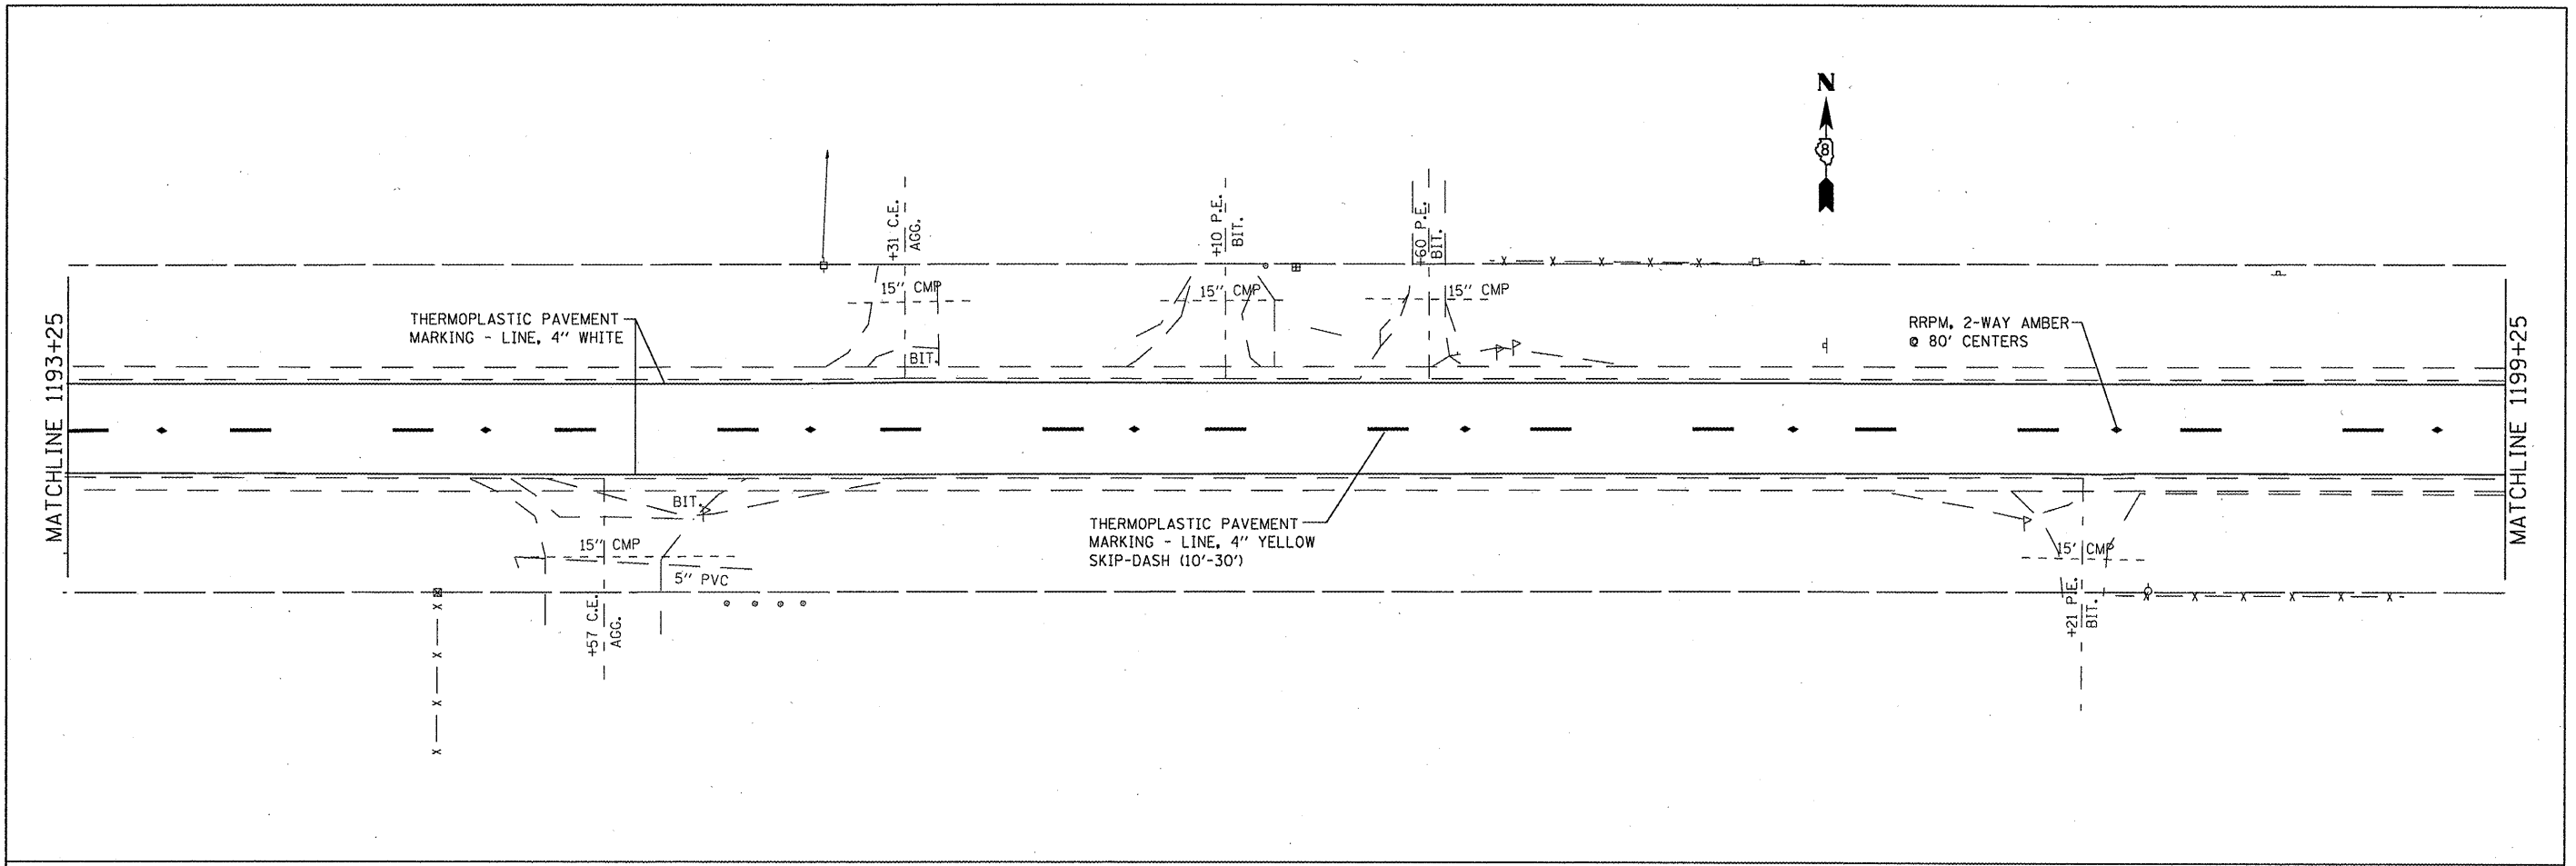 N
8
+31 C.E.
AGG.
+10 P.E.
BIT.
+60 P.E.
BIT.
15" CMP
15" CMP
15" CMP
THERMOPLASTIC PAVEMENT
MARKING - LINE, 4" WHITE
BIT.
RRPM, 2-WAY AMBER
@ 80' CENTERS
MATCHLINE 1193+25
MATCHLINE 1199+25
BIT.
15" CMP
5" PVC
+57 C.E.
AGG.
THERMOPLASTIC PAVEMENT
MARKING - LINE, 4" YELLOW
SKIP-DASH (10'-30')
15' CMP
+21 P.E.
BIT.